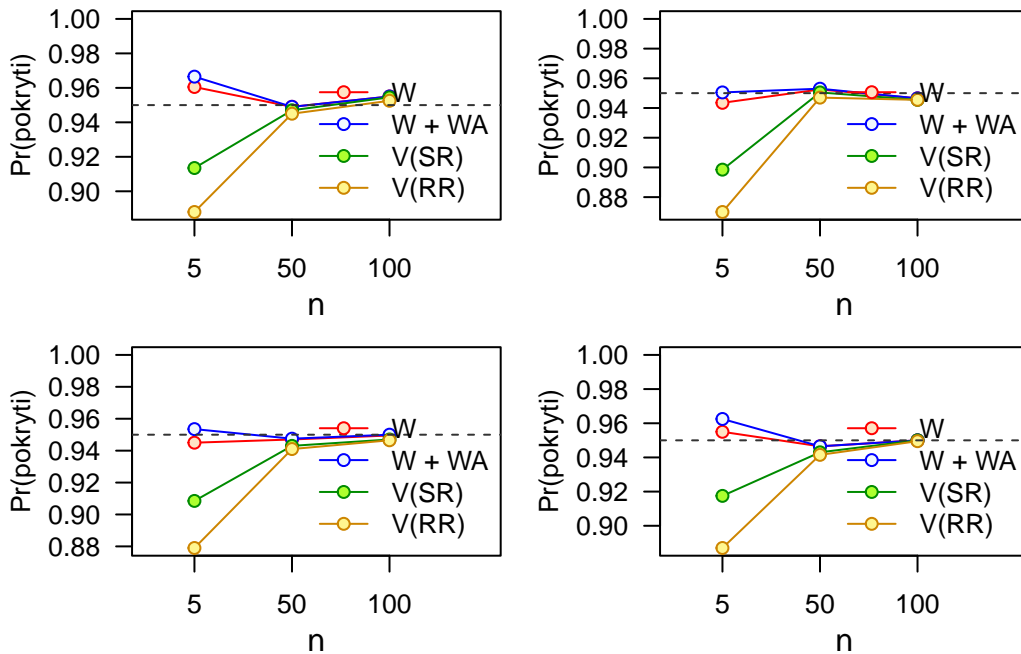 1.00
0.98
0.96
0.94
0.92
0.90
Pr(pokryti)
W
W + WA
V(SR)
V(RR)
5 50 100
n
1.00
0.98
0.96
0.94
0.92
0.90
0.88
Pr(pokryti)
W
W + WA
V(SR)
V(RR)
5 50 100
n
1.00
0.98
0.96
0.94
0.92
0.90
0.88
Pr(pokryti)
W
W + WA
V(SR)
V(RR)
5 50 100
n
1.00
0.98
0.96
0.94
0.92
0.90
Pr(pokryti)
W
W + WA
V(SR)
V(RR)
5 50 100
n